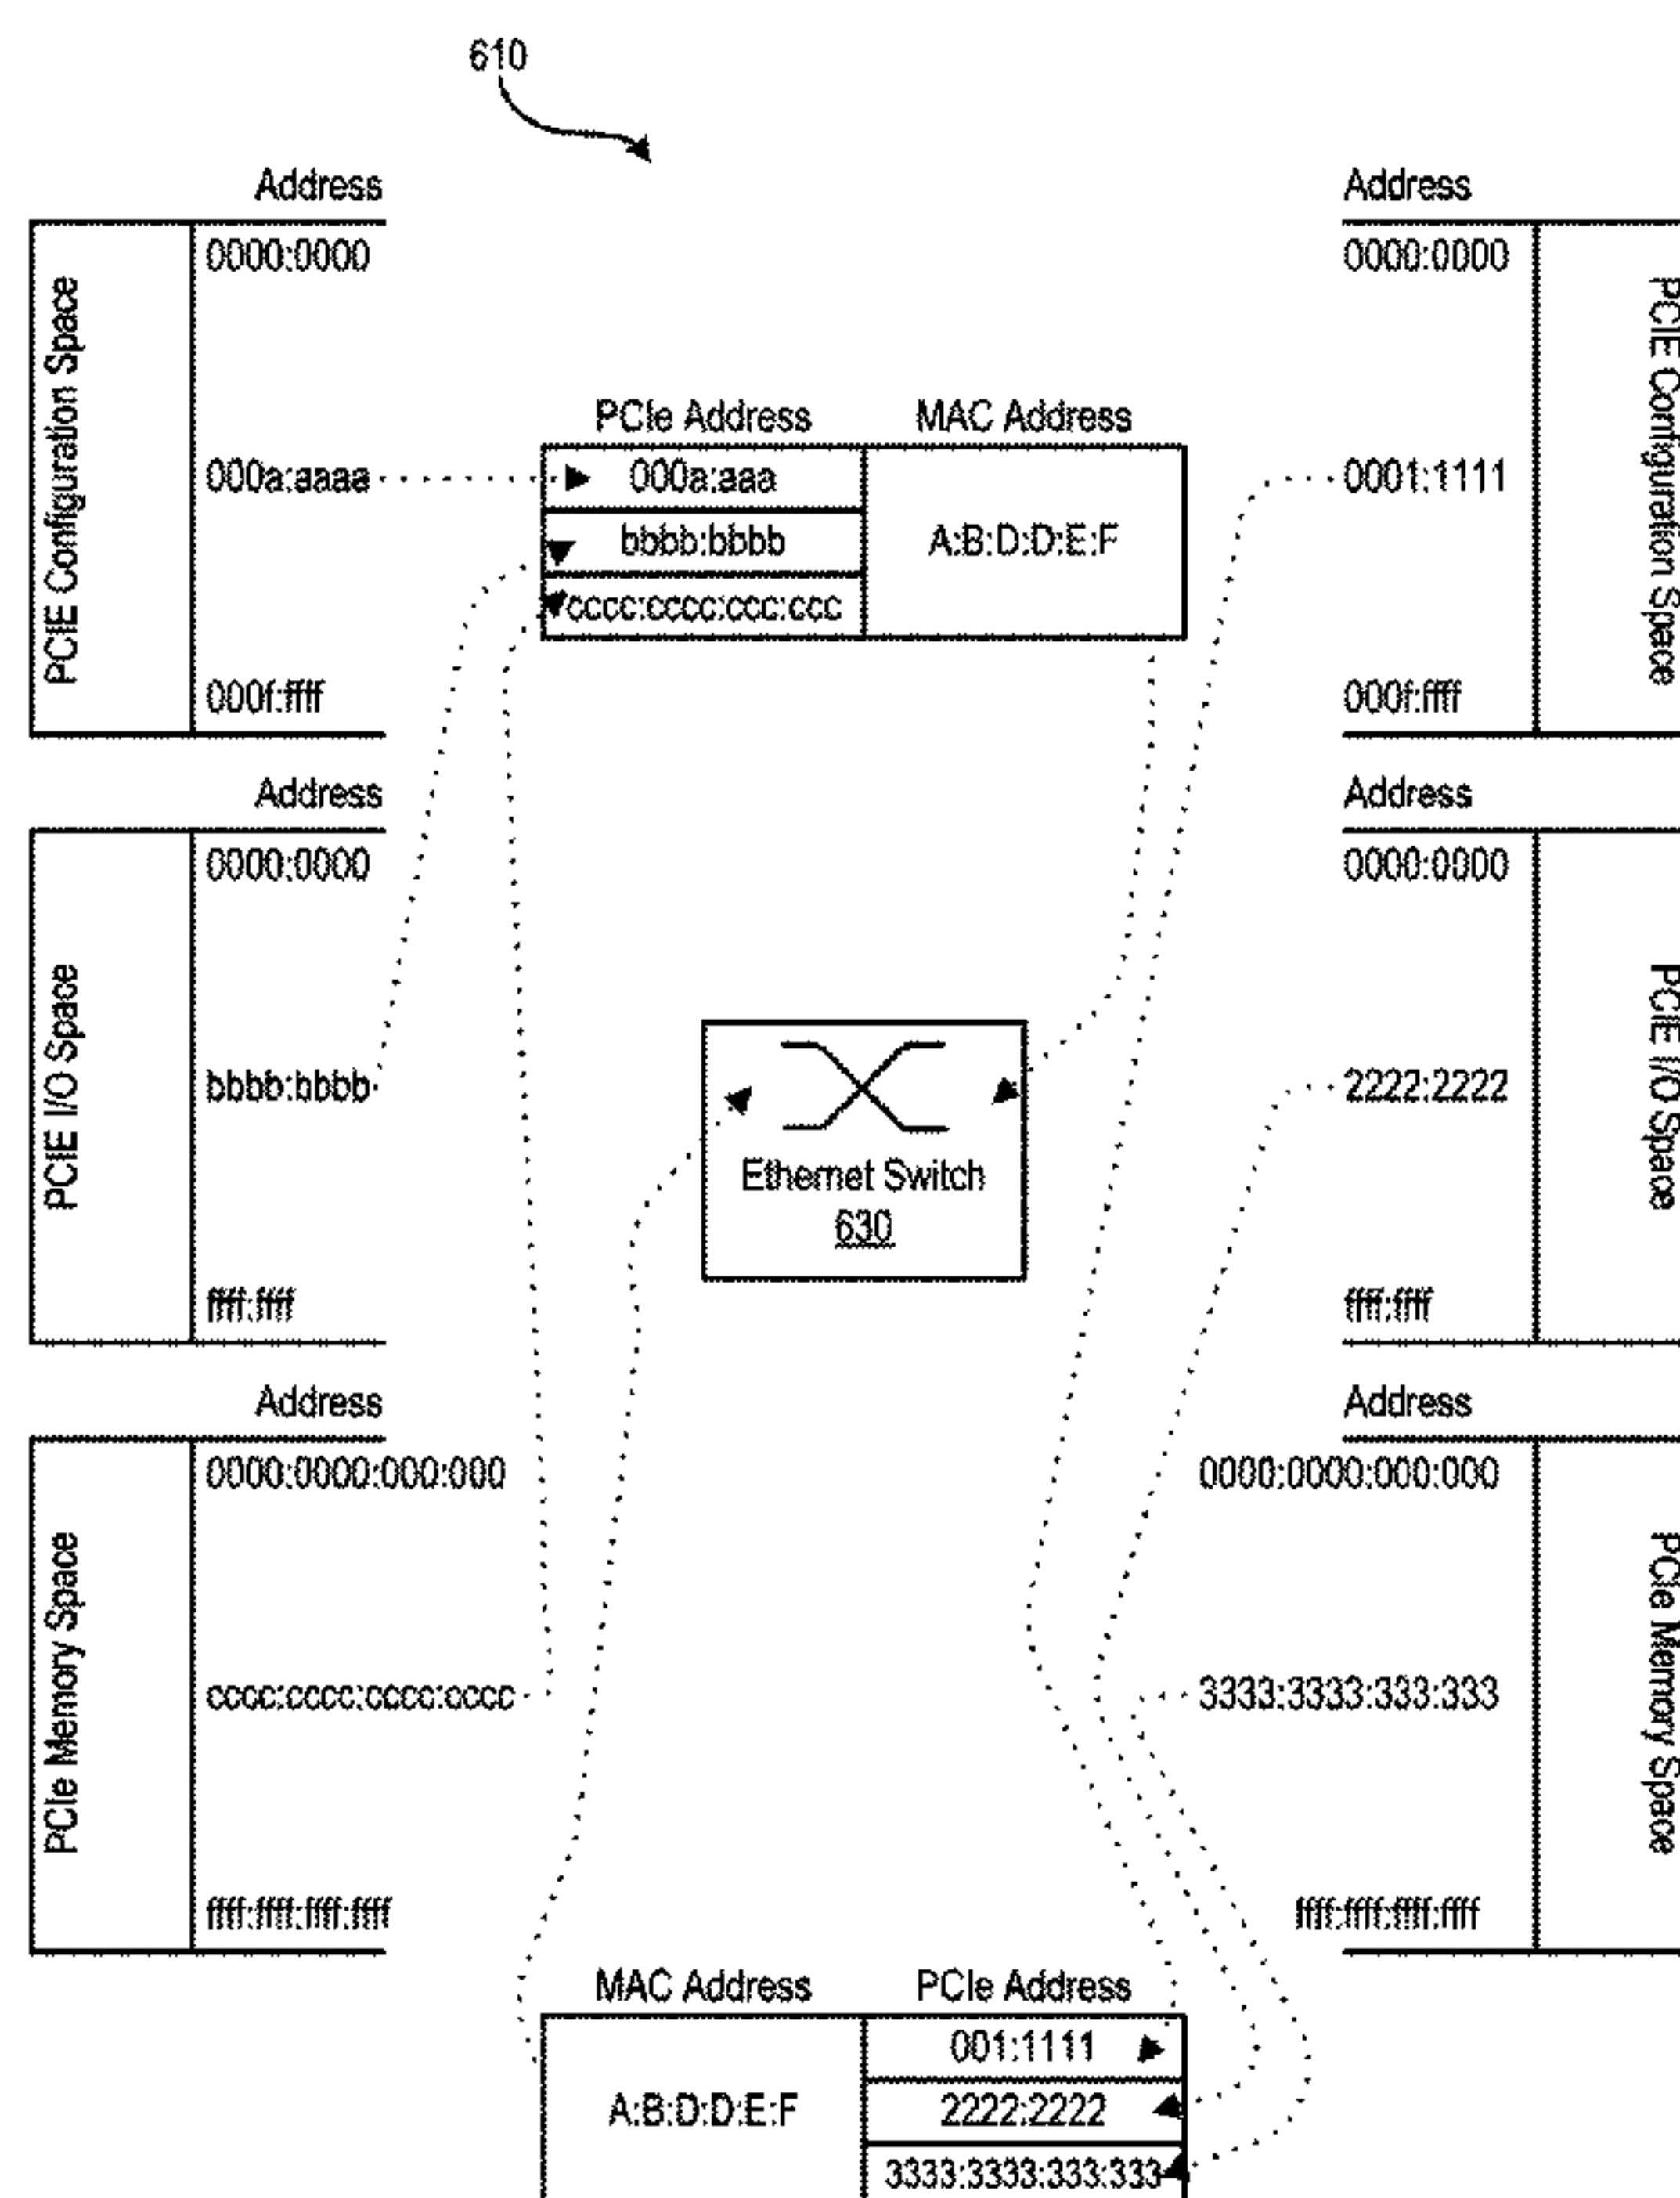 610
Address
0000:0000
PCIE Configuration Space
000a:aaaa
000f:ffff
Address
0000:0000
PCIE I/O Space
bbbb:bbbb
ffff:ffff
Address
0000:0000:000:000
PCIe Memory Space
cccc:cccc:cccc:cccc
ffff:ffff:ffff:ffff
PCIe Address MAC Address
000a:aaa
bbbb:bbbb
A:B:D:D:E:F
cccc:cccc:ccc:ccc
Ethernet Switch
630
MAC Address PCIe Address
001:1111
A:B:D:D:E:F
2222:2222
3333:3333:333:333
Address
0000:0000
PCIE Configuration Space
0001:1111
000f:ffff
Address
0000:0000
PCIE I/O Space
2222:2222
ffff:ffff
Address
0000:0000:000:000
PCIe Memory Space
3333:3333:333:333
ffff:ffff:ffff:ffff